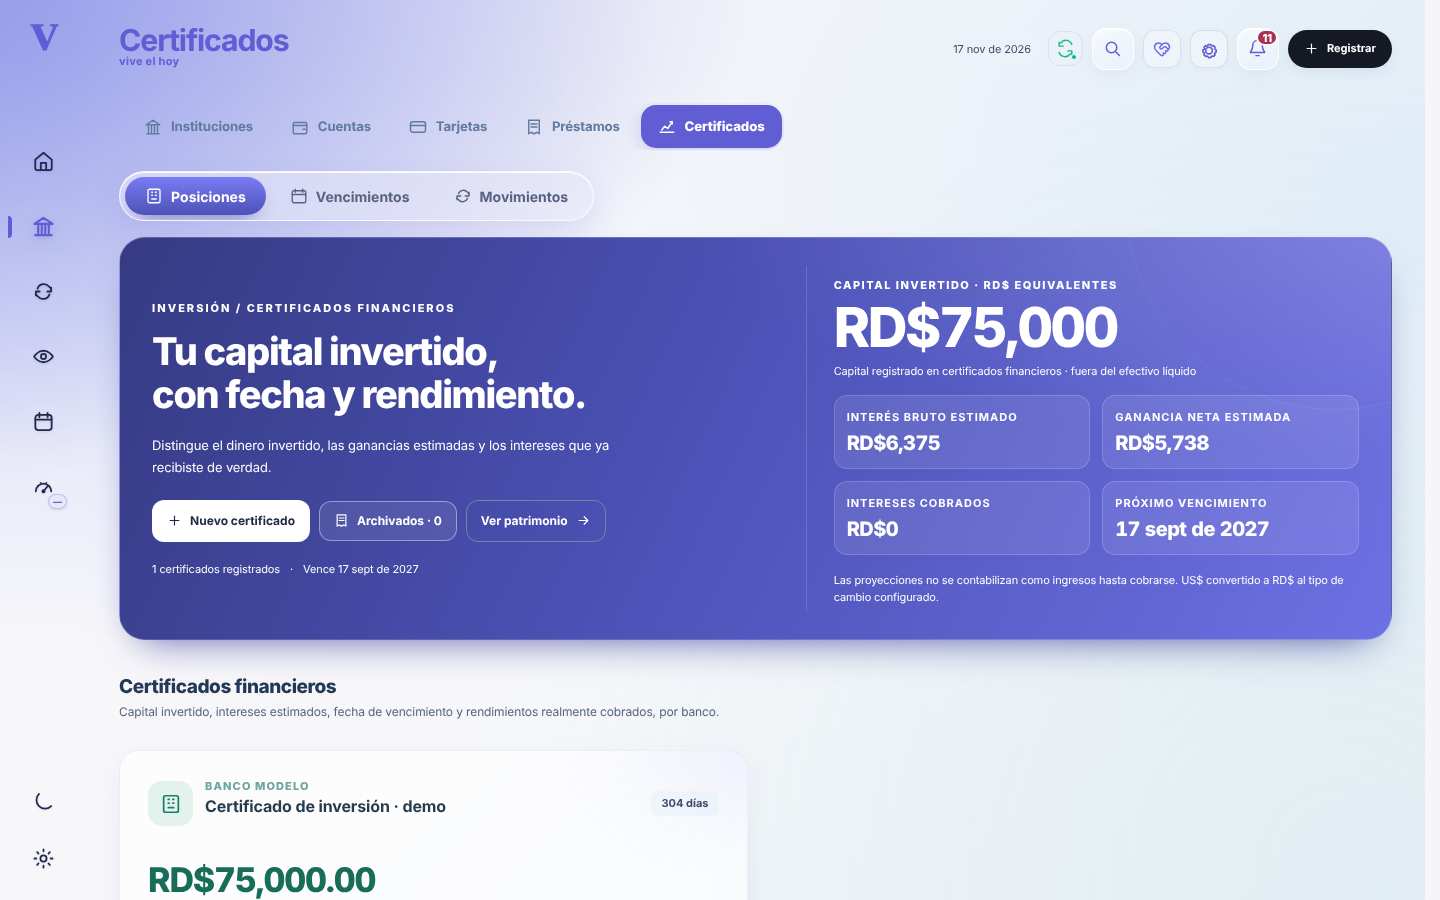 V
Certificados
vive el hoy
17 nov de 2026
11
Registrar
Instituciones
Cuentas
Tarjetas
Préstamos
Certificados
Posiciones
Vencimientos
Movimientos
INVERSIÓN / CERTIFICADOS FINANCIEROS
Tu capital invertido,
con fecha y rendimiento.
Distingue el dinero invertido, las ganancias estimadas y los intereses que ya
recibiste de verdad.
Nuevo certificado
Archivados · 0
Ver patrimonio →
1 certificados registrados · Vence 17 sept de 2027
CAPITAL INVERTIDO · RD$ EQUIVALENTES
RD$75,000
Capital registrado en certificados financieros · fuera del efectivo líquido
INTERÉS BRUTO ESTIMADO
RD$6,375
GANANCIA NETA ESTIMADA
RD$5,738
INTERESES COBRADOS
RD$0
PRÓXIMO VENCIMIENTO
17 sept de 2027
Las proyecciones no se contabilizan como ingresos hasta cobrarse. US$ convertido a RD$ al tipo de
cambio configurado.
Certificados financieros
Capital invertido, intereses estimados, fecha de vencimiento y rendimientos realmente cobrados, por banco.
BANCO MODELO
Certificado de inversión · demo
304 días
RD$75,000.00